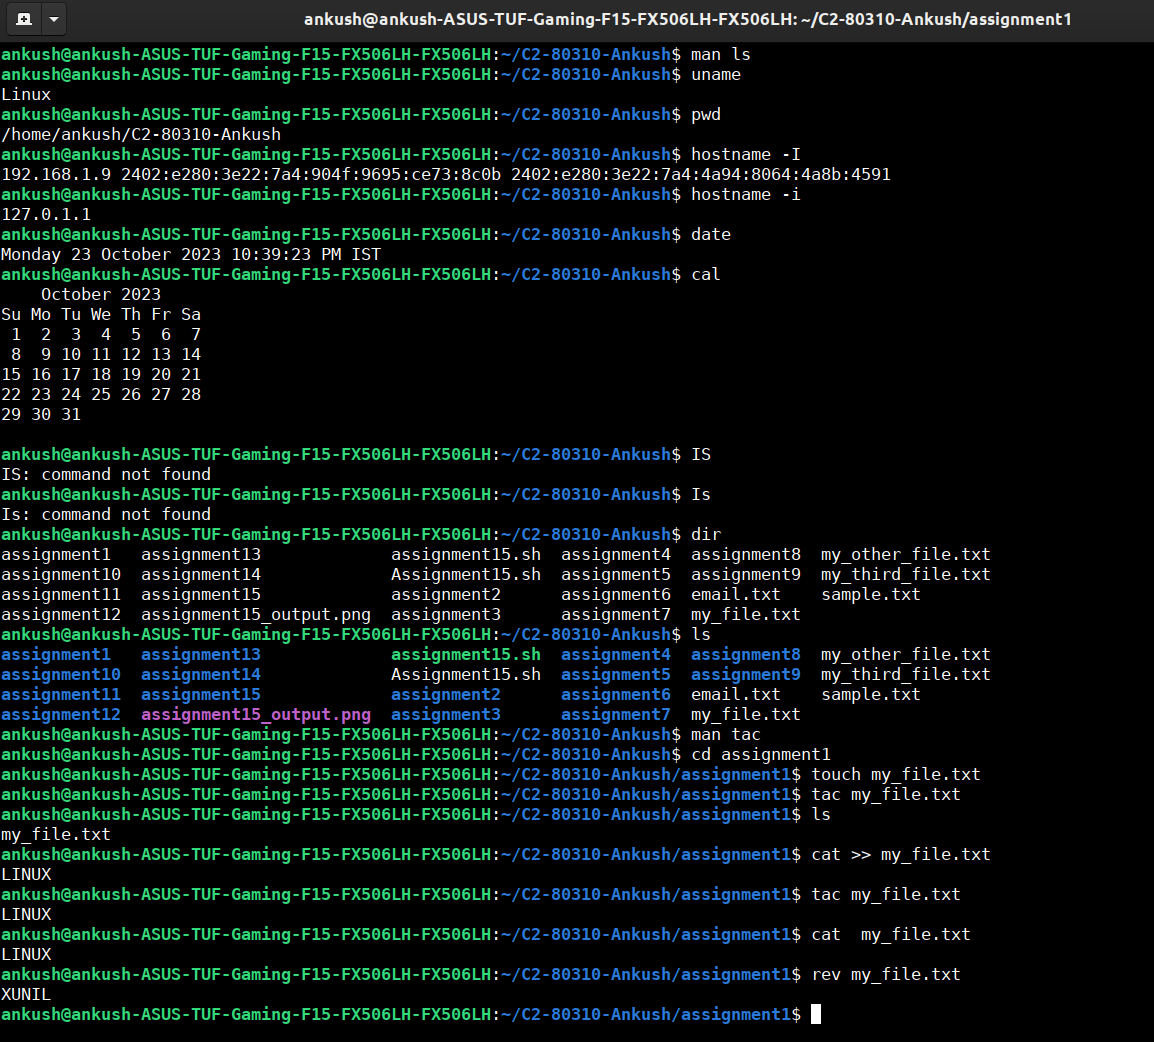 ankush@ankush-ASUS-TUF-Gaming-F15-FX506LH-FX506LH: ~/C2-80310-Ankush/assignment1
ankush@ankush-ASUS-TUF-Gaming-F15-FX506LH-FX506LH:~/C2-80310-Ankush$ man ls
ankush@ankush-ASUS-TUF-Gaming-F15-FX506LH-FX506LH:~/C2-80310-Ankush$ uname
Linux
ankush@ankush-ASUS-TUF-Gaming-F15-FX506LH-FX506LH:~/C2-80310-Ankush$ pwd
/home/ankush/C2-80310-Ankush
ankush@ankush-ASUS-TUF-Gaming-F15-FX506LH-FX506LH:~/C2-80310-Ankush$ hostname -I
192.168.1.9 2402:e280:3e22:7a4:904f:9695:ce73:8c0b 2402:e280:3e22:7a4:4a94:8064:4a8b:4591
ankush@ankush-ASUS-TUF-Gaming-F15-FX506LH-FX506LH:~/C2-80310-Ankush$ hostname -i
127.0.1.1
ankush@ankush-ASUS-TUF-Gaming-F15-FX506LH-FX506LH:~/C2-80310-Ankush$ date
Monday 23 October 2023 10:39:23 PM IST
ankush@ankush-ASUS-TUF-Gaming-F15-FX506LH-FX506LH:~/C2-80310-Ankush$ cal
    October 2023
Su Mo Tu We Th Fr Sa
 1  2  3  4  5  6  7
 8  9 10 11 12 13 14
15 16 17 18 19 20 21
22 23 24 25 26 27 28
29 30 31
ankush@ankush-ASUS-TUF-Gaming-F15-FX506LH-FX506LH:~/C2-80310-Ankush$ IS
IS: command not found
ankush@ankush-ASUS-TUF-Gaming-F15-FX506LH-FX506LH:~/C2-80310-Ankush$ Is
Is: command not found
ankush@ankush-ASUS-TUF-Gaming-F15-FX506LH-FX506LH:~/C2-80310-Ankush$ dir
assignment1   assignment13             assignment15.sh  assignment4  assignment8  my_other_file.txt
assignment10  assignment14             Assignment15.sh  assignment5  assignment9  my_third_file.txt
assignment11  assignment15             assignment2      assignment6  email.txt    sample.txt
assignment12  assignment15_output.png  assignment3      assignment7  my_file.txt
ankush@ankush-ASUS-TUF-Gaming-F15-FX506LH-FX506LH:~/C2-80310-Ankush$ ls
assignment1   assignment13             assignment15.sh  assignment4  assignment8  my_other_file.txt
assignment10  assignment14             Assignment15.sh  assignment5  assignment9  my_third_file.txt
assignment11  assignment15             assignment2      assignment6  email.txt    sample.txt
assignment12  assignment15_output.png  assignment3      assignment7  my_file.txt
ankush@ankush-ASUS-TUF-Gaming-F15-FX506LH-FX506LH:~/C2-80310-Ankush$ man tac
ankush@ankush-ASUS-TUF-Gaming-F15-FX506LH-FX506LH:~/C2-80310-Ankush$ cd assignment1
ankush@ankush-ASUS-TUF-Gaming-F15-FX506LH-FX506LH:~/C2-80310-Ankush/assignment1$ touch my_file.txt
ankush@ankush-ASUS-TUF-Gaming-F15-FX506LH-FX506LH:~/C2-80310-Ankush/assignment1$ tac my_file.txt
ankush@ankush-ASUS-TUF-Gaming-F15-FX506LH-FX506LH:~/C2-80310-Ankush/assignment1$ ls
my_file.txt
ankush@ankush-ASUS-TUF-Gaming-F15-FX506LH-FX506LH:~/C2-80310-Ankush/assignment1$ cat >> my_file.txt
LINUX
ankush@ankush-ASUS-TUF-Gaming-F15-FX506LH-FX506LH:~/C2-80310-Ankush/assignment1$ tac my_file.txt
LINUX
ankush@ankush-ASUS-TUF-Gaming-F15-FX506LH-FX506LH:~/C2-80310-Ankush/assignment1$ cat  my_file.txt
LINUX
ankush@ankush-ASUS-TUF-Gaming-F15-FX506LH-FX506LH:~/C2-80310-Ankush/assignment1$ rev my_file.txt
XUNIL
ankush@ankush-ASUS-TUF-Gaming-F15-FX506LH-FX506LH:~/C2-80310-Ankush/assignment1$